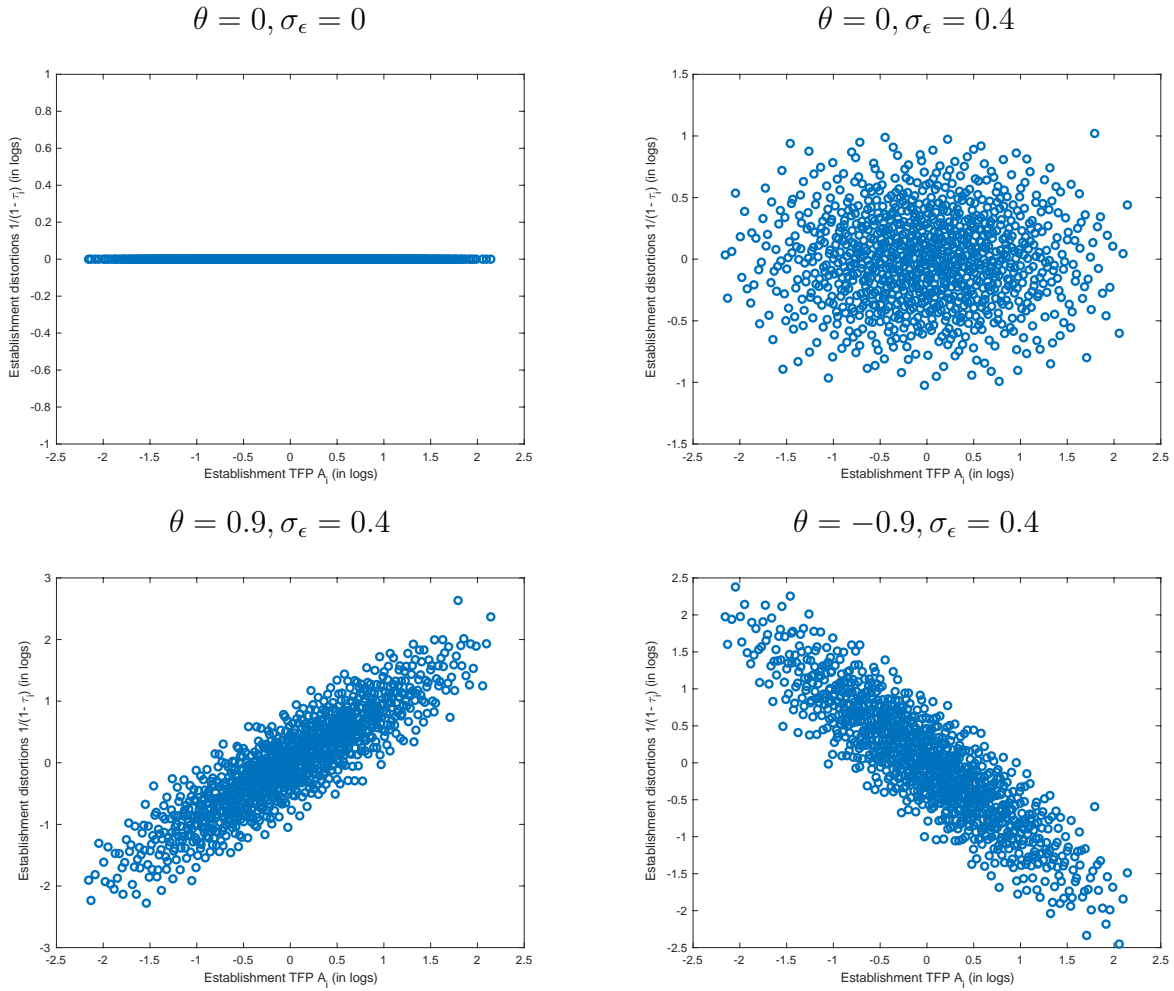 θ = 0, σ_ϵ = 0
1
0.8
0.6
0.4
0.2
0
-0.2
-0.4
-0.6
-0.8
-1
Establishment distortions 1/(1- τ_i) (in logs)
-2.5 -2 -1.5 -1 -0.5 0 0.5 1 1.5 2 2.5
Establishment TFP A_i (in logs)
θ = 0, σ_ϵ = 0.4
1.5
1
0.5
0
-0.5
-1
-1.5
Establishment distortions 1/(1- τ_i) (in logs)
-2.5 -2 -1.5 -1 -0.5 0 0.5 1 1.5 2 2.5
Establishment TFP A_i (in logs)
θ = 0.9, σ_ϵ = 0.4
3
2
1
0
-1
-2
-3
Establishment distortions 1/(1- τ_i) (in logs)
-2.5 -2 -1.5 -1 -0.5 0 0.5 1 1.5 2 2.5
Establishment TFP A_i (in logs)
θ = −0.9, σ_ϵ = 0.4
2.5
2
1.5
1
0.5
0
-0.5
-1
-1.5
-2
-2.5
Establishment distortions 1/(1- τ_i) (in logs)
-2.5 -2 -1.5 -1 -0.5 0 0.5 1 1.5 2 2.5
Establishment TFP A_i (in logs)